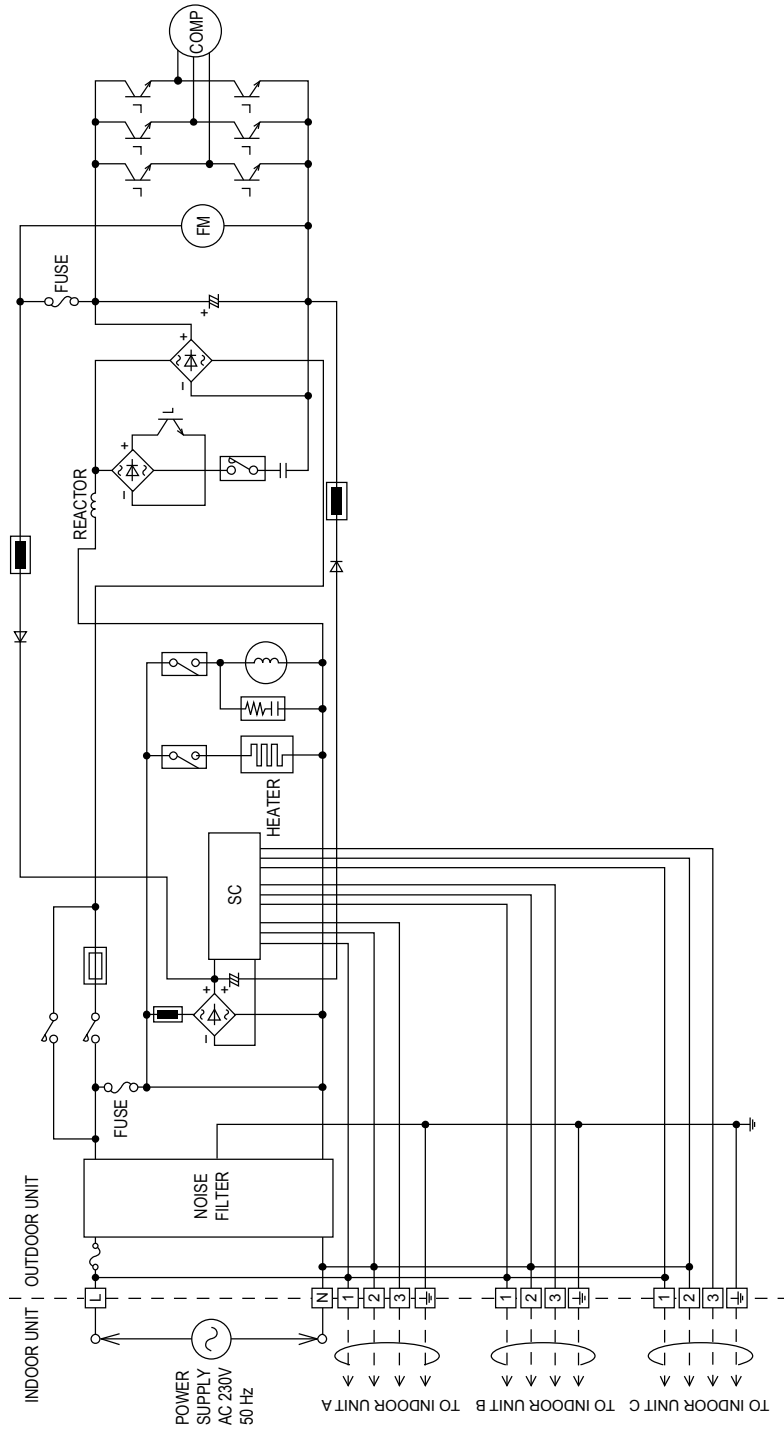 INDOOR UNIT
OUTDOOR UNIT
POWER
SUPPLY
AC 230V
50 Hz
L
N
NOISE
FILTER
FUSE
SC
HEATER
REACTOR
FUSE
FM
COMP
+
+
−
+
−
+
−
+
1
2
3
TO INDOOR UNIT A
1
2
3
TO INDOOR UNIT B
1
2
3
TO INDOOR UNIT C